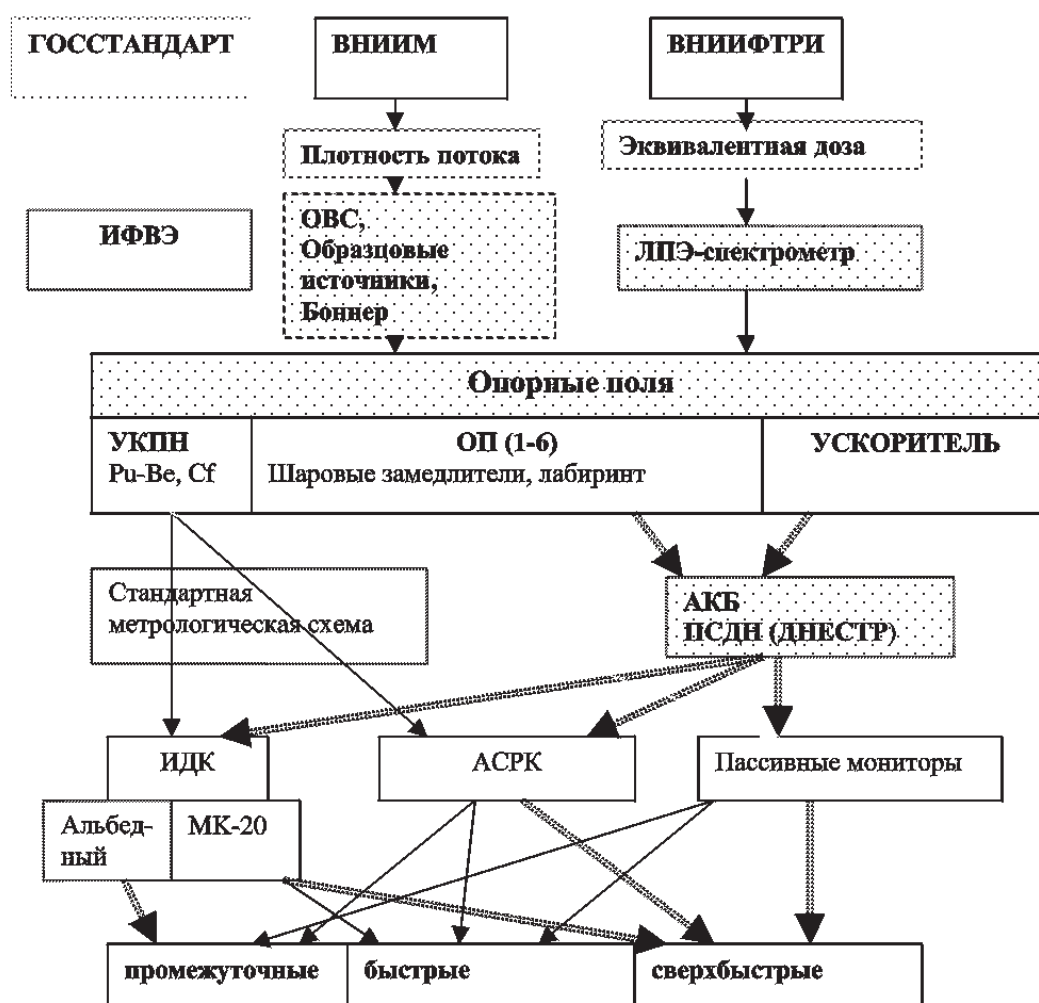 ГОССТАНДАРТ
ВНИИМ
ВНИИФТРИ
Плотность потока
Эквивалентная доза
ИФВЭ
ОВС,
Образцовые
источники,
Боннер
ЛПЭ-спектрометр
Опорные поля
УКПН
Pu-Be, Cf
ОП (1-6)
Шаровые замедлители, лабиринт
УСКОРИТЕЛЬ
Стандартная
метрологическая схема
АКБ
ПСДН (ДНЕСТР)
ИДК
АСРК
Пассивные мониторы
Альбед-
ный
МК-20
промежуточные
быстрые
сверхбыстрые